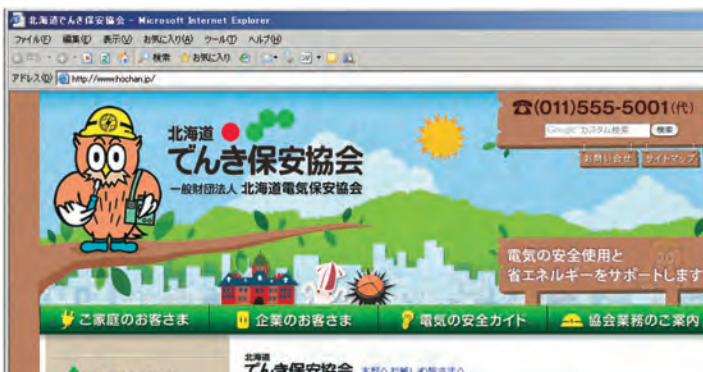 北海道でんき保安協会 - Microsoft Internet Explorer
ファイル(F) 編集(E) 表示(V) お気に入り(A) ツール(T) ヘルプ(H)
検索 お気に入り
アドレス(D) http://www.hochan.jp/
☎(011)555-5001(代)
Google カスタム検索 検索
お問い合せ サイトマップ
北海道
でんき保安協会
一般財団法人 北海道電気保安協会
電気の安全使用と
省エネルギーをサポートします
ご家庭のお客さま 企業のお客さま 電気の安全ガイド 協会業務のご案内
北海道
でんき保安協会